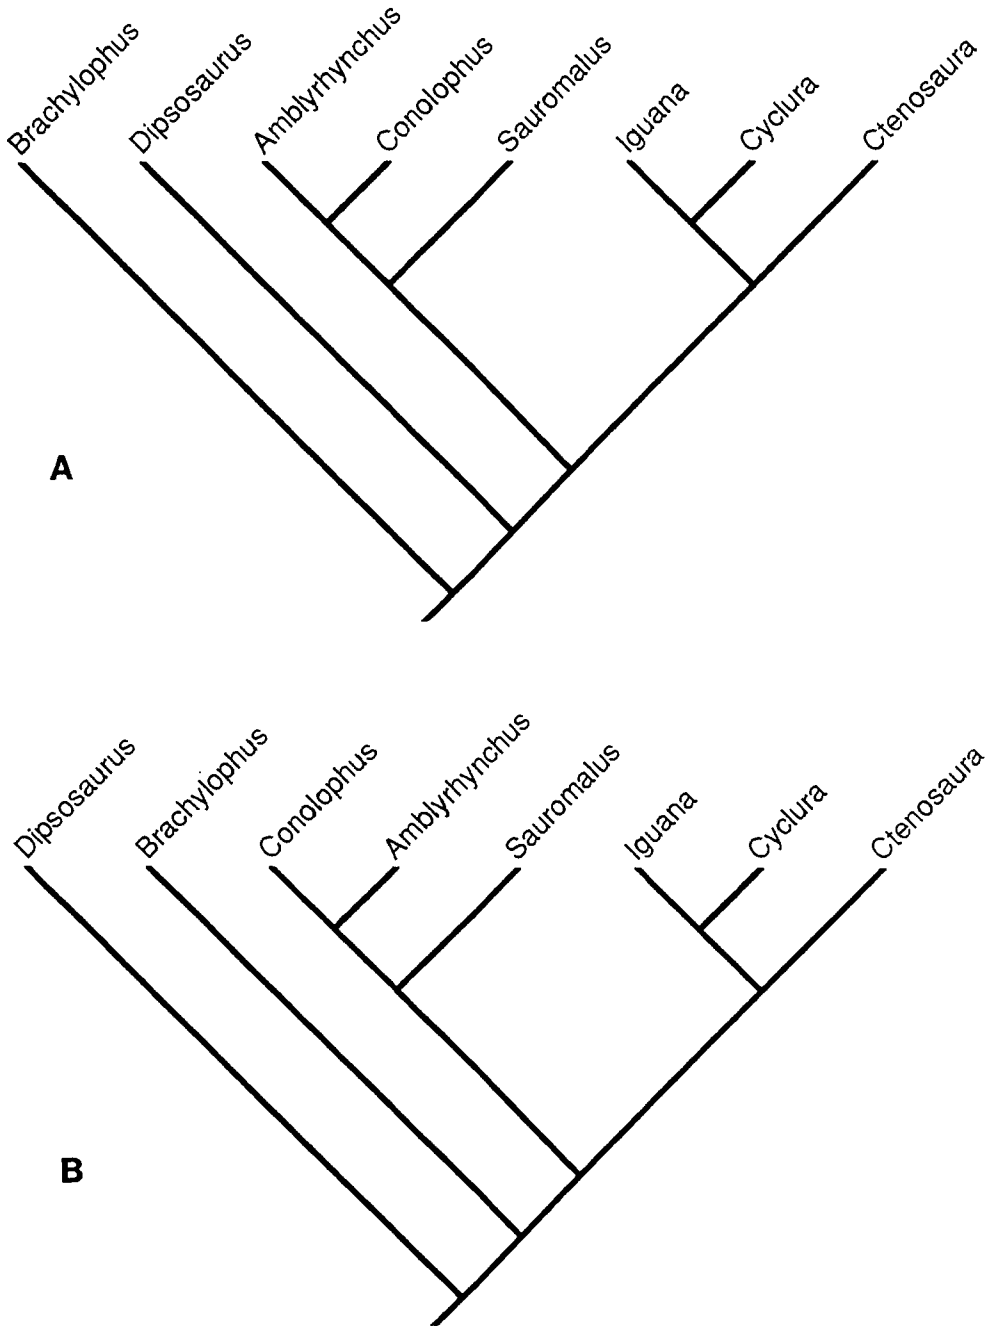 Brachylophus
Dipsosaurus
Amblyrhynchus
Conolophus
Sauromalus
Iguana
Cyclura
Ctenosaura
A
Dipsosaurus
Brachylophus
Conolophus
Amblyrhynchus
Sauromalus
Iguana
Cyclura
Ctenosaura
B